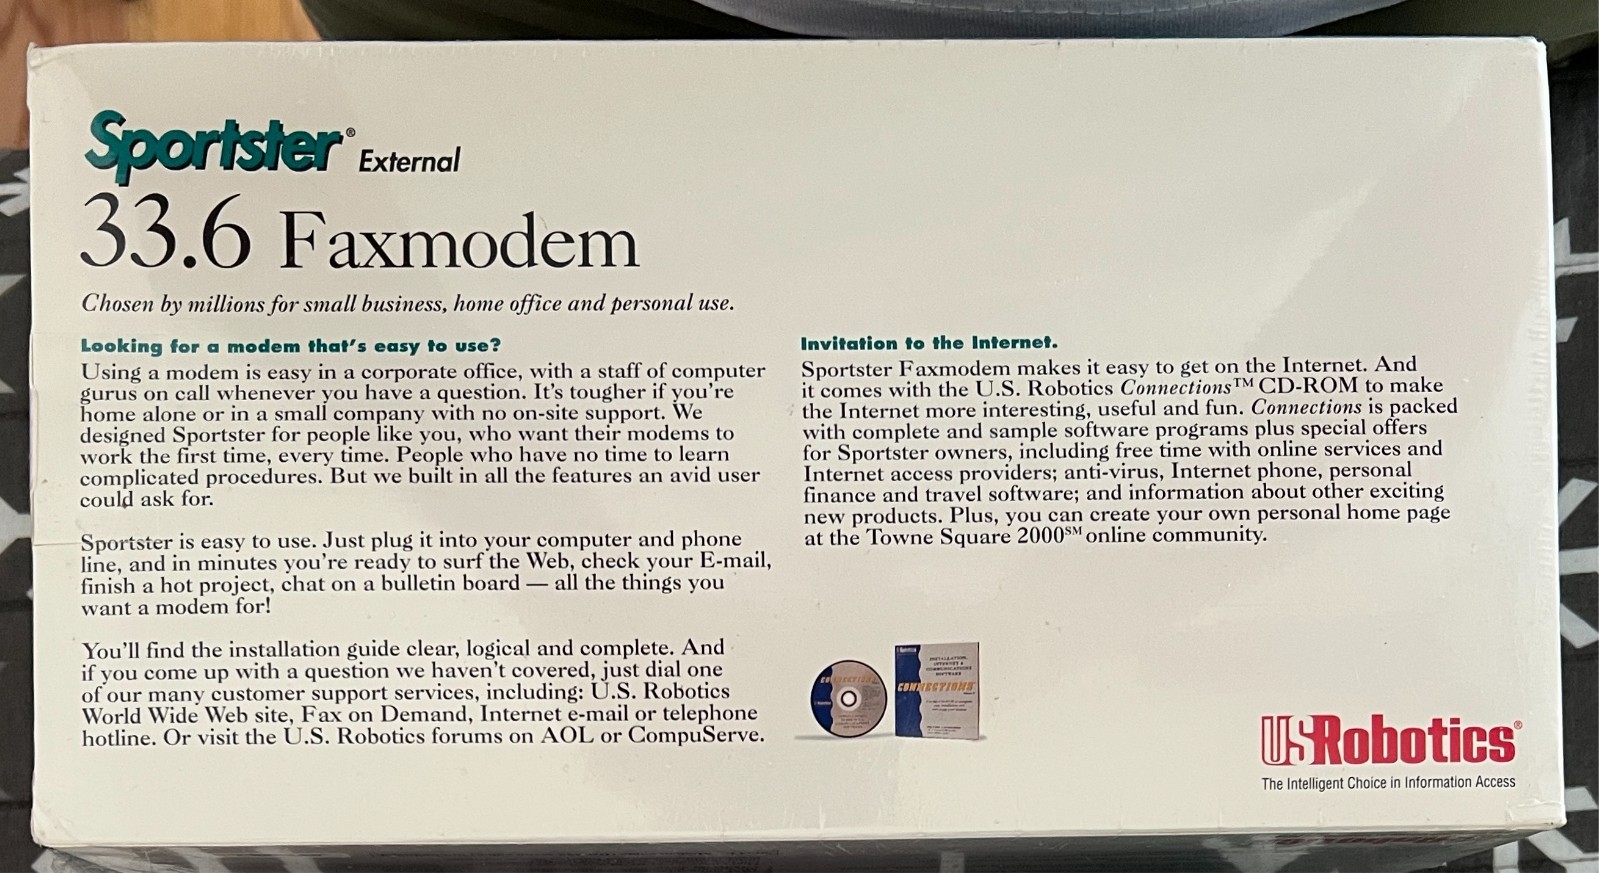 Sportster® External
33.6 Faxmodem
Chosen by millions for small business, home office and personal use.
Looking for a modem that's easy to use?
Using a modem is easy in a corporate office, with a staff of computer
gurus on call whenever you have a question. It's tougher if you're
home alone or in a small company with no on-site support. We
designed Sportster for people like you, who want their modems to
work the first time, every time. People who have no time to learn
complicated procedures. But we built in all the features an avid user
could ask for.
Sportster is easy to use. Just plug it into your computer and phone
line, and in minutes you're ready to surf the Web, check your E-mail,
finish a hot project, chat on a bulletin board — all the things you
want a modem for!
You'll find the installation guide clear, logical and complete. And
if you come up with a question we haven't covered, just dial one
of our many customer support services, including: U.S. Robotics
World Wide Web site, Fax on Demand, Internet e-mail or telephone
hotline. Or visit the U.S. Robotics forums on AOL or CompuServe.
Invitation to the Internet.
Sportster Faxmodem makes it easy to get on the Internet. And
it comes with the U.S. Robotics Connections™ CD-ROM to make
the Internet more interesting, useful and fun. Connections is packed
with complete and sample software programs plus special offers
for Sportster owners, including free time with online services and
Internet access providers; anti-virus, Internet phone, personal
finance and travel software; and information about other exciting
new products. Plus, you can create your own personal home page
at the Towne Square 2000℠ online community.
CONNECTIONS
INSTALLATION,
INTERNET &
COMMUNICATIONS
SOFTWARE
CONNECTIONS
USRobotics®
The Intelligent Choice in Information Access